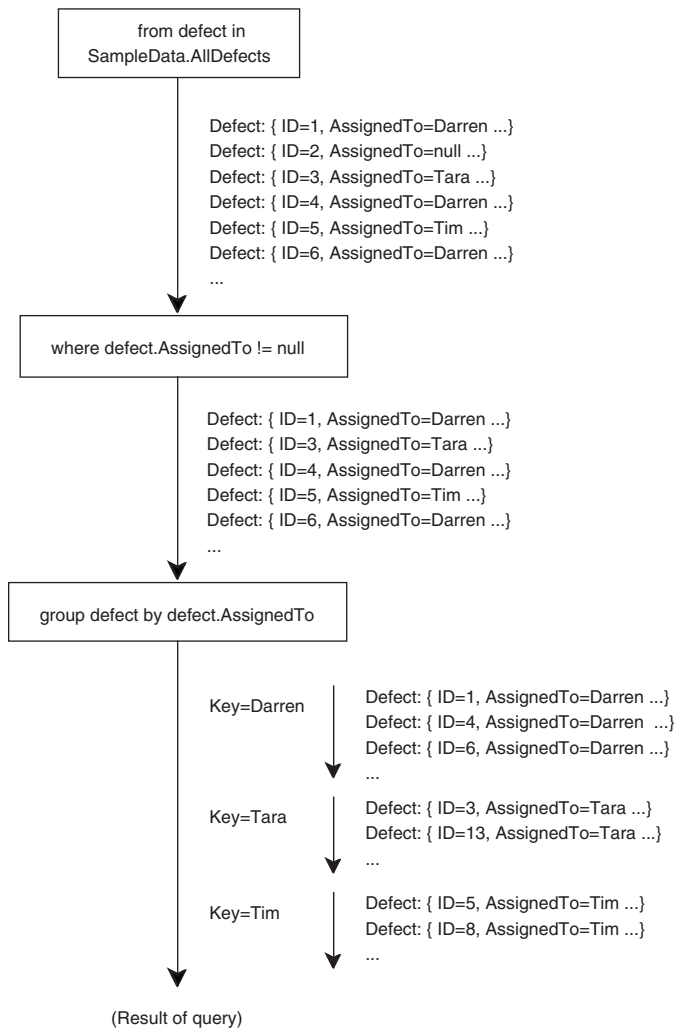 from defect in
SampleData.AllDefects
Defect: { ID=1, AssignedTo=Darren ...}
Defect: { ID=2, AssignedTo=null ...}
Defect: { ID=3, AssignedTo=Tara ...}
Defect: { ID=4, AssignedTo=Darren ...}
Defect: { ID=5, AssignedTo=Tim ...}
Defect: { ID=6, AssignedTo=Darren ...}
...
where defect.AssignedTo != null
Defect: { ID=1, AssignedTo=Darren ...}
Defect: { ID=3, AssignedTo=Tara ...}
Defect: { ID=4, AssignedTo=Darren ...}
Defect: { ID=5, AssignedTo=Tim ...}
Defect: { ID=6, AssignedTo=Darren ...}
...
group defect by defect.AssignedTo
Key=Darren
Defect: { ID=1, AssignedTo=Darren ...}
Defect: { ID=4, AssignedTo=Darren ...}
Defect: { ID=6, AssignedTo=Darren ...}
...
Key=Tara
Defect: { ID=3, AssignedTo=Tara ...}
Defect: { ID=13, AssignedTo=Tara ...}
...
Key=Tim
Defect: { ID=5, AssignedTo=Tim ...}
Defect: { ID=8, AssignedTo=Tim ...}
...
(Result of query)